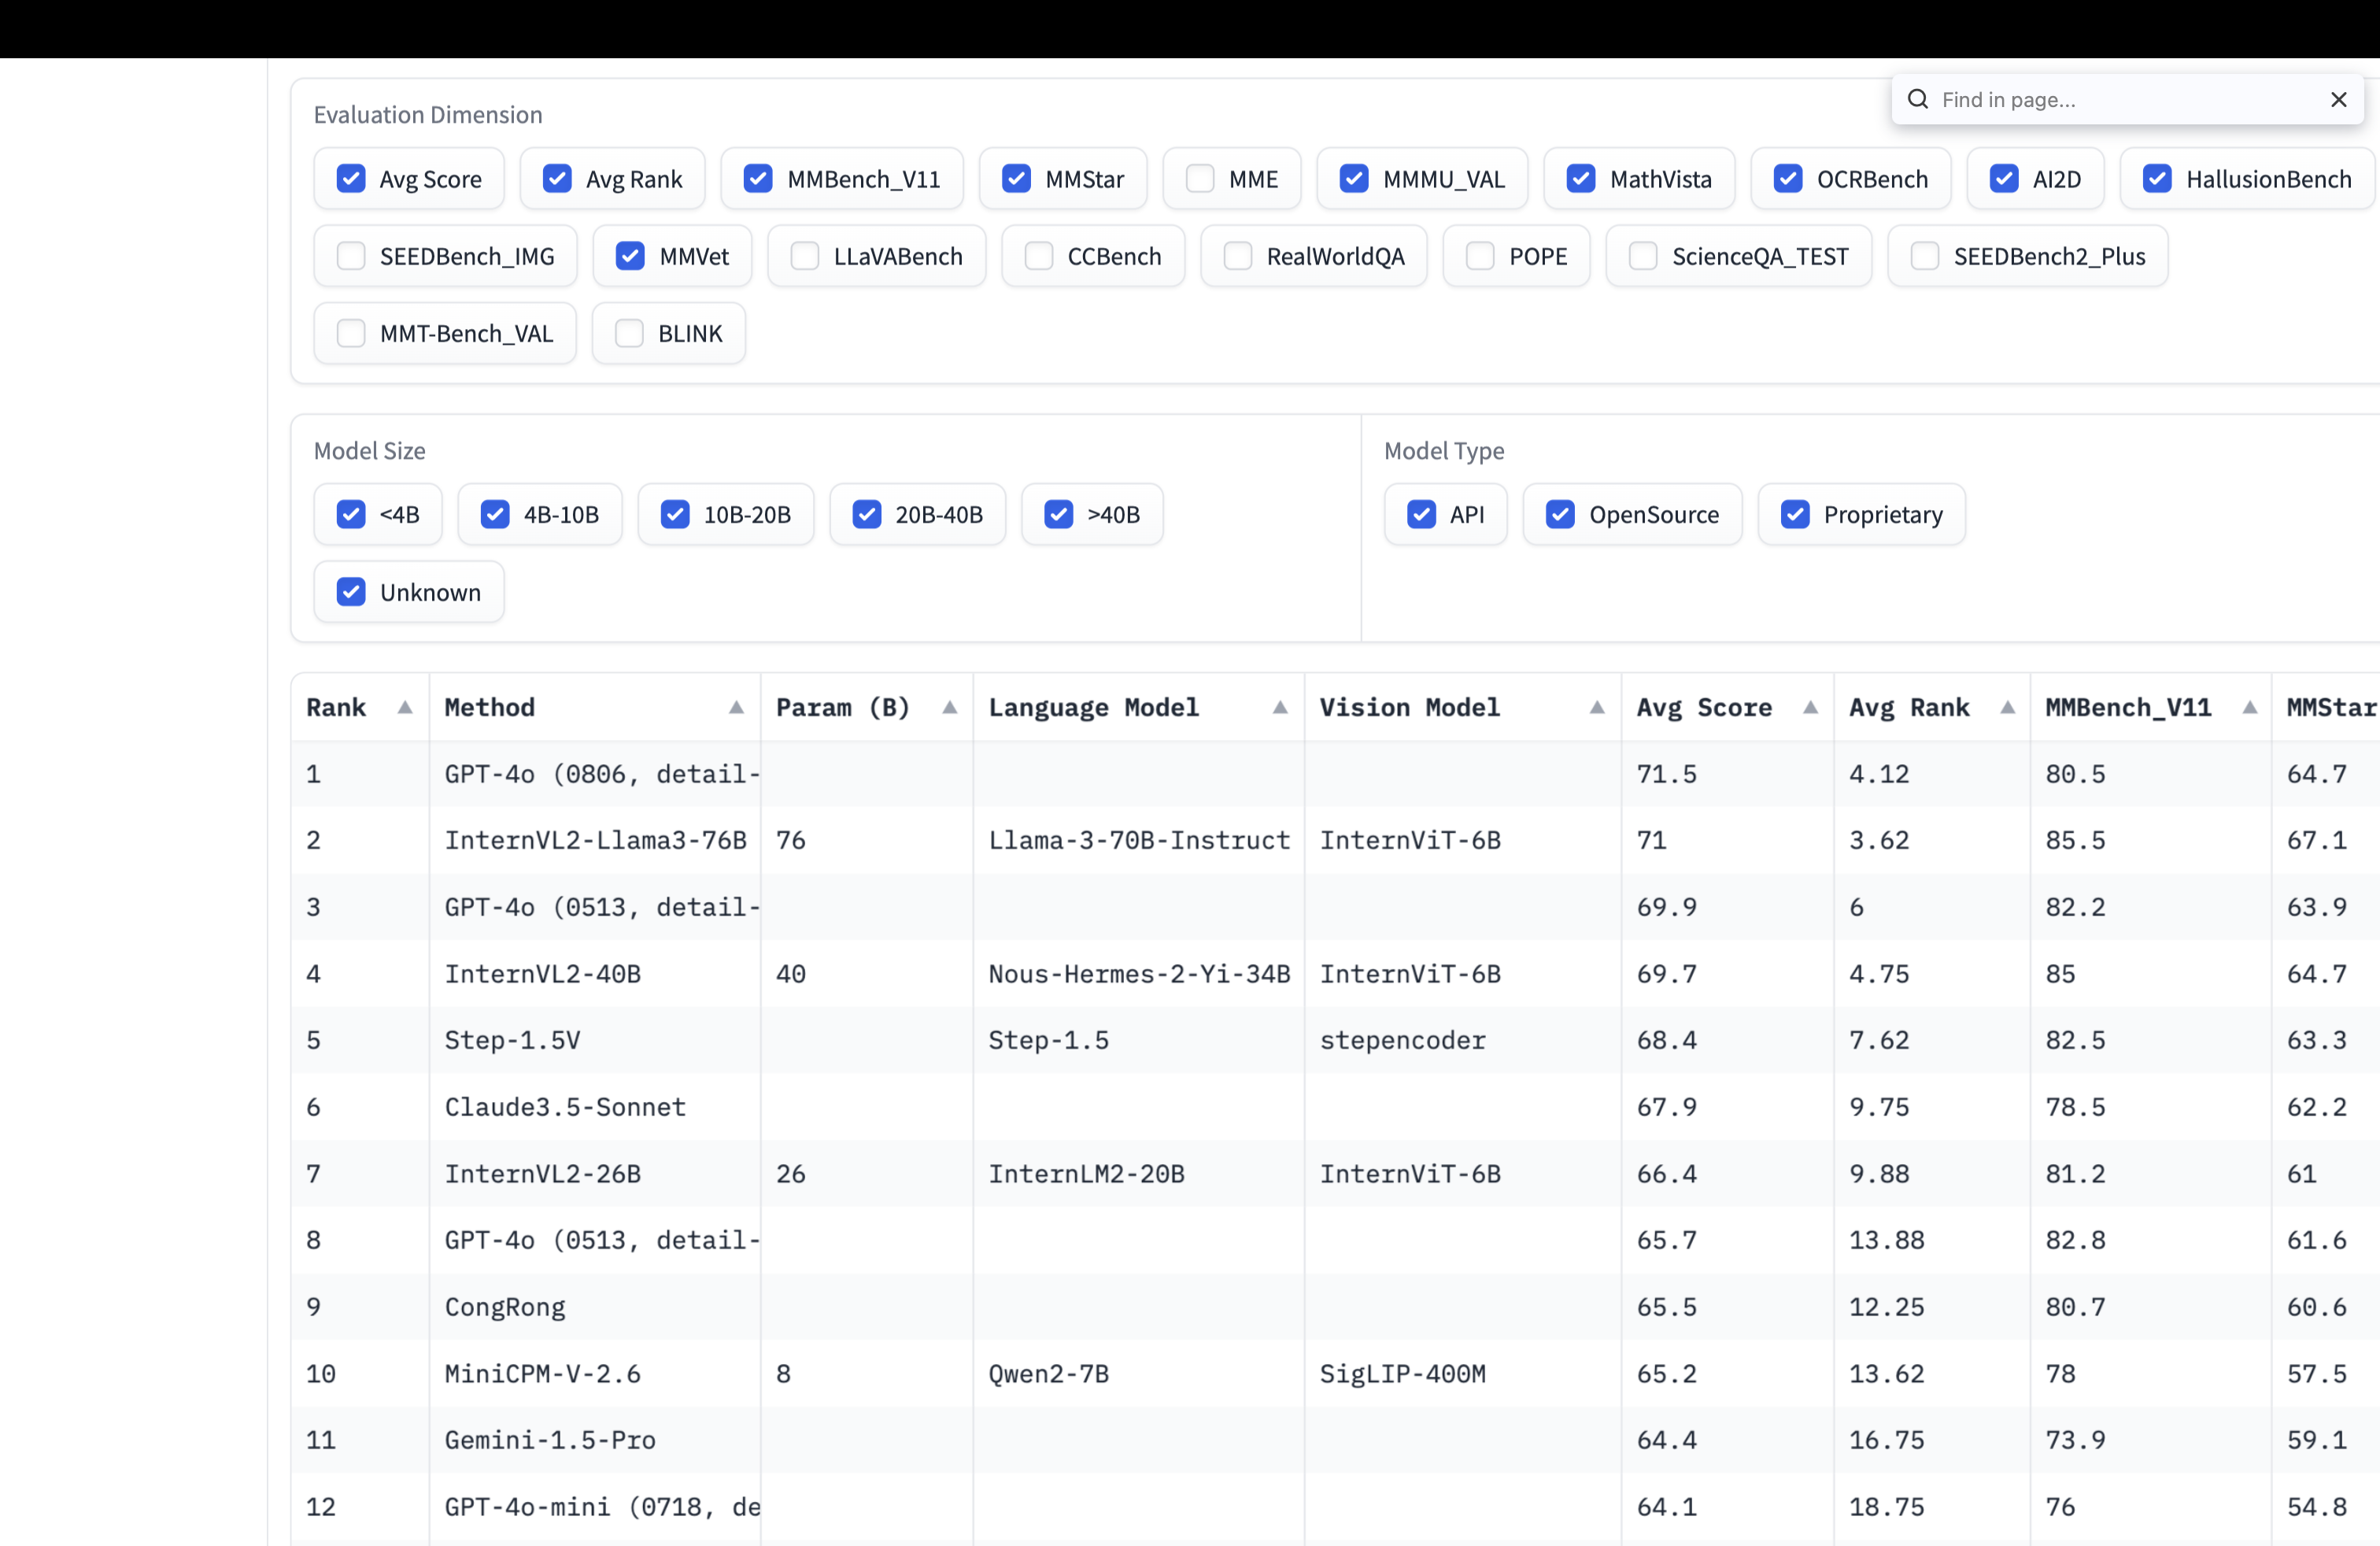 Find in page...
Evaluation Dimension
Avg Score Avg Rank MMBench_V11 MMStar MME MMMU_VAL MathVista OCRBench AI2D HallusionBench
SEEDBench_IMG MMVet LLaVABench CCBench RealWorldQA POPE ScienceQA_TEST SEEDBench2_Plus
MMT-Bench_VAL BLINK
Model Size Model Type
<4B 4B-10B 10B-20B 20B-40B >40B API OpenSource Proprietary
Unknown
Rank Method Param (B) Language Model Vision Model Avg Score Avg Rank MMBench_V11 MMStar
1 GPT-4o (0806, detail- 71.5 4.12 80.5 64.7
2 InternVL2-Llama3-76B 76 Llama-3-70B-Instruct InternViT-6B 71 3.62 85.5 67.1
3 GPT-4o (0513, detail- 69.9 6 82.2 63.9
4 InternVL2-40B 40 Nous-Hermes-2-Yi-34B InternViT-6B 69.7 4.75 85 64.7
5 Step-1.5V Step-1.5 stepencoder 68.4 7.62 82.5 63.3
6 Claude3.5-Sonnet 67.9 9.75 78.5 62.2
7 InternVL2-26B 26 InternLM2-20B InternViT-6B 66.4 9.88 81.2 61
8 GPT-4o (0513, detail- 65.7 13.88 82.8 61.6
9 CongRong 65.5 12.25 80.7 60.6
10 MiniCPM-V-2.6 8 Qwen2-7B SigLIP-400M 65.2 13.62 78 57.5
11 Gemini-1.5-Pro 64.4 16.75 73.9 59.1
12 GPT-4o-mini (0718, de 64.1 18.75 76 54.8